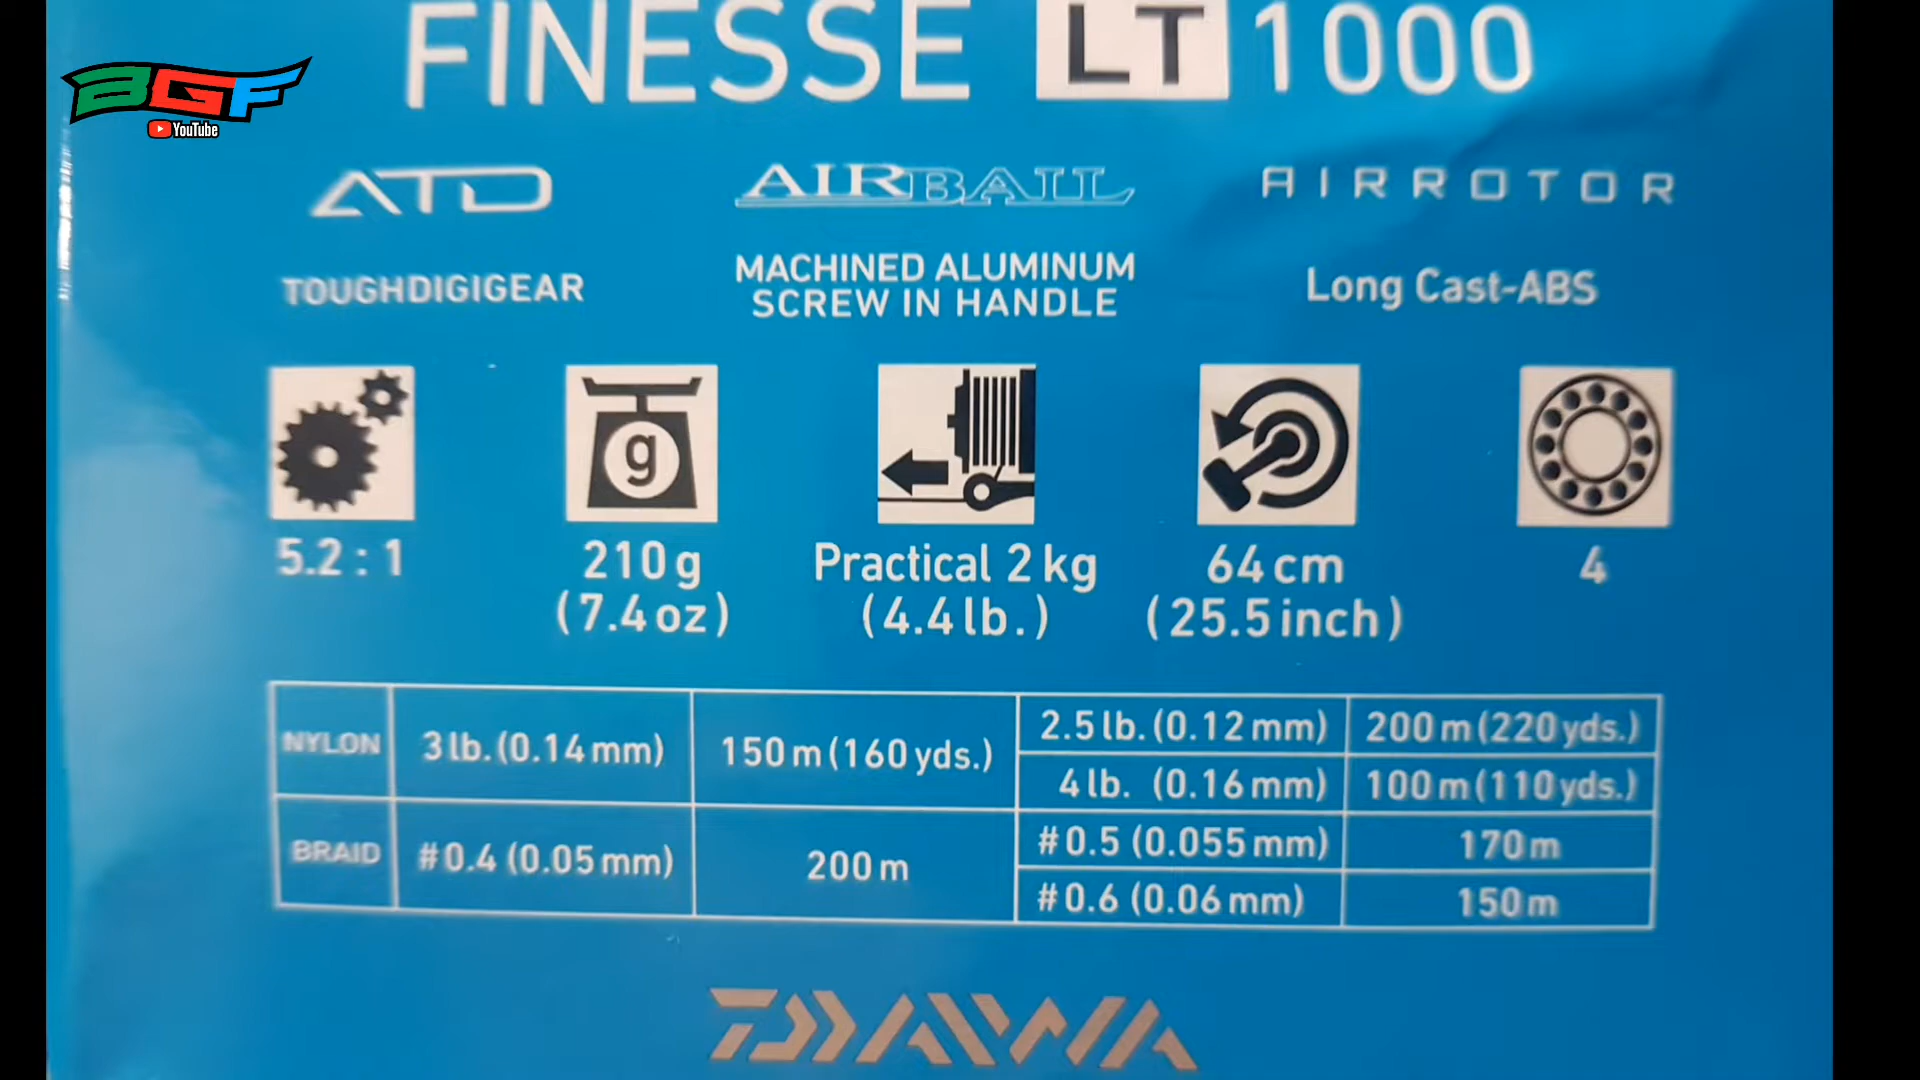 FINESSE LT 1000
BGF
YouTube
ATD
AIRBAIL
AIRROTOR
TOUGHDIGIGEAR
MACHINED ALUMINUM
SCREW IN HANDLE
Long Cast-ABS
g
5.2 : 1
210 g
(7.4 oz)
Practical 2 kg
(4.4 lb.)
64 cm
(25.5 inch)
4
NYLON
3 lb. (0.14 mm)
150 m (160 yds.)
2.5 lb. (0.12 mm)
200 m (220 yds.)
4 lb. (0.16 mm)
100 m (110 yds.)
BRAID
#0.4 (0.05 mm)
200 m
#0.5 (0.055 mm)
170 m
#0.6 (0.06 mm)
150 m
DAIWA